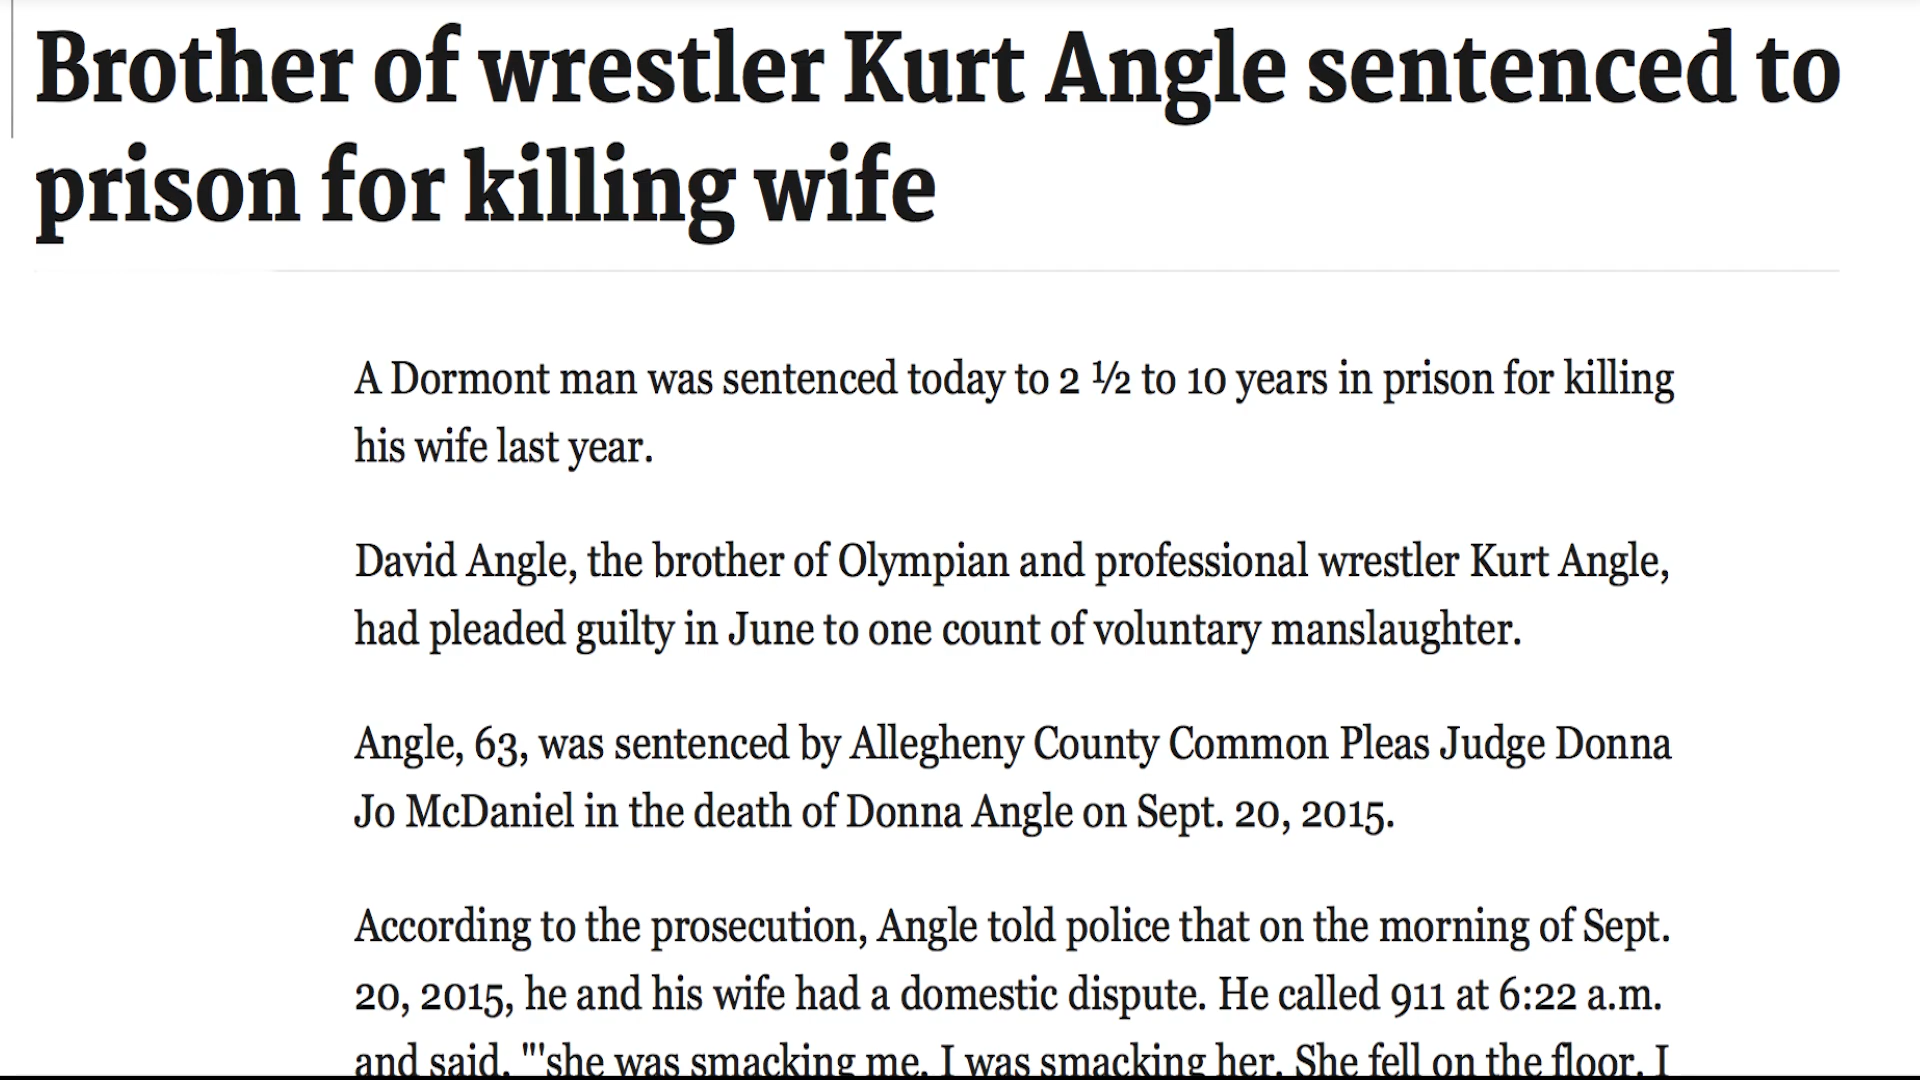 Brother of wrestler Kurt Angle sentenced to
prison for killing wife
A Dormont man was sentenced today to 2 ½ to 10 years in prison for killing
his wife last year.
David Angle, the brother of Olympian and professional wrestler Kurt Angle,
had pleaded guilty in June to one count of voluntary manslaughter.
Angle, 63, was sentenced by Allegheny County Common Pleas Judge Donna
Jo McDaniel in the death of Donna Angle on Sept. 20, 2015.
According to the prosecution, Angle told police that on the morning of Sept.
20, 2015, he and his wife had a domestic dispute. He called 911 at 6:22 a.m.
and said, "'she was smacking me. I was smacking her. She fell on the floor. I